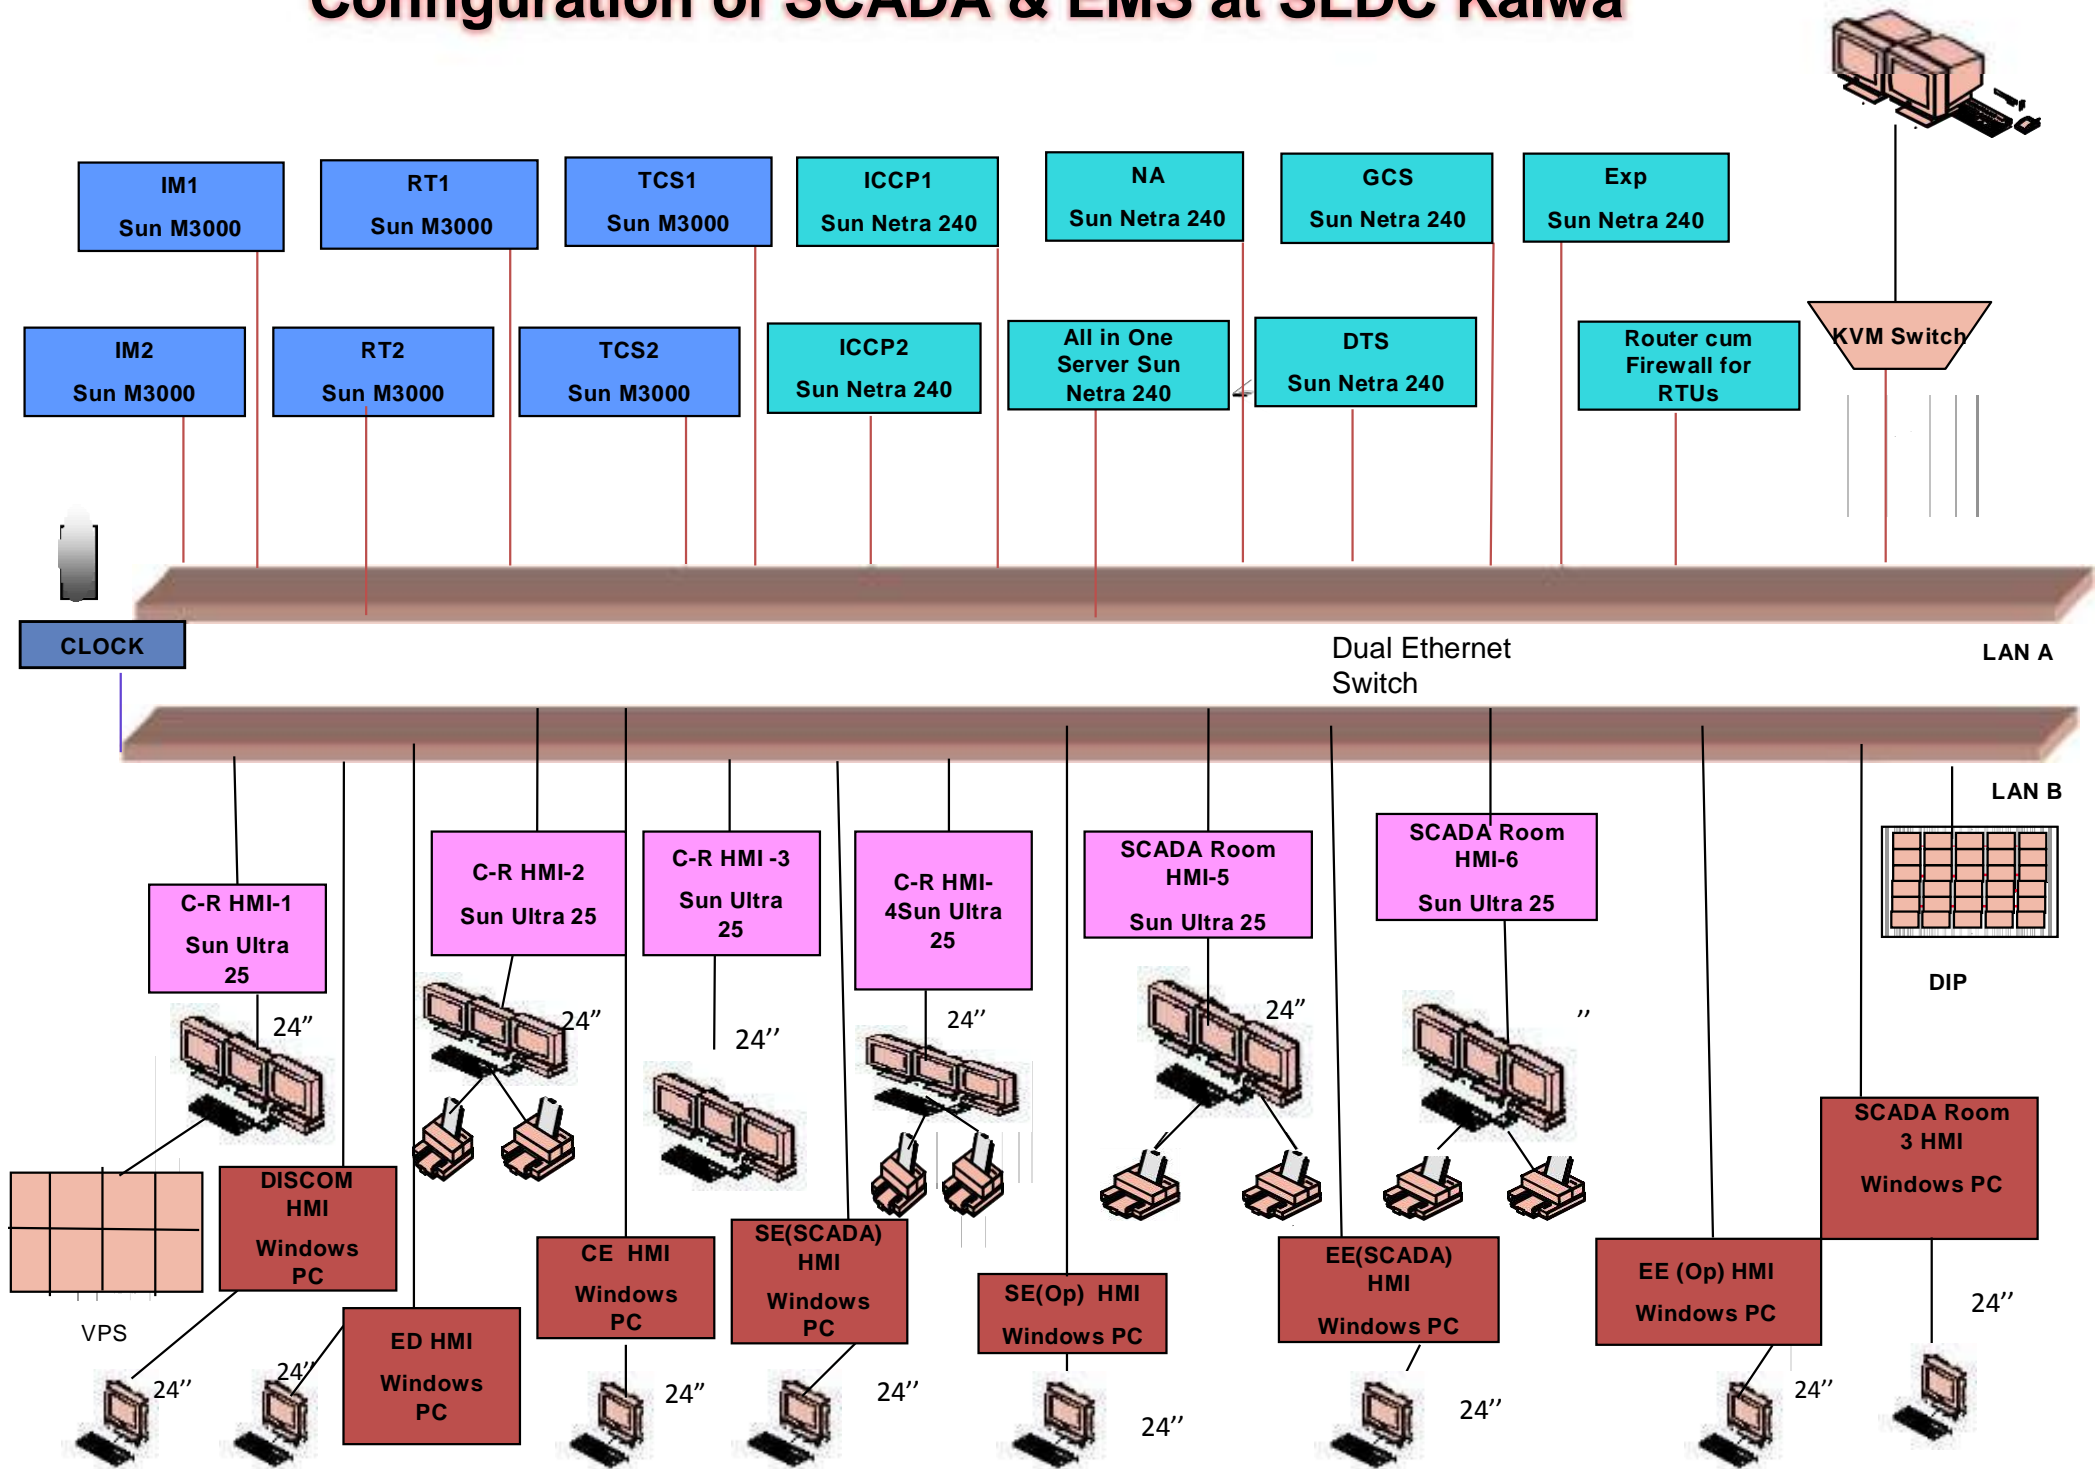 Configuration of SCADA & EMS at SLDC Kalwa
IM1
Sun M3000
RT1
Sun M3000
TCS1
Sun M3000
ICCP1
Sun Netra 240
NA
Sun Netra 240
GCS
Sun Netra 240
Exp
Sun Netra 240
IM2
Sun M3000
RT2
Sun M3000
TCS2
Sun M3000
ICCP2
Sun Netra 240
All in One
Server Sun
Netra 240
DTS
Sun Netra 240
Router cum
Firewall for
RTUs
KVM Switch
CLOCK
Dual Ethernet
Switch
LAN A
LAN B
C-R HMI-1
Sun Ultra
25
C-R HMI-2
Sun Ultra 25
C-R HMI -3
Sun Ultra
25
C-R HMI-
4Sun Ultra
25
SCADA Room
HMI-5
Sun Ultra 25
SCADA Room
HMI-6
Sun Ultra 25
DIP
24”
24”
24’’
24’’
24”
’’
VPS
DISCOM
HMI
Windows
PC
ED HMI
Windows
PC
CE  HMI
Windows
PC
SE(SCADA)
HMI
Windows
PC
SE(Op)  HMI
Windows PC
EE(SCADA)
HMI
Windows PC
EE (Op) HMI
Windows PC
SCADA Room
3 HMI
Windows PC
24’’
24’’
24”
24’’
24’’
24’’
24’’
24’’